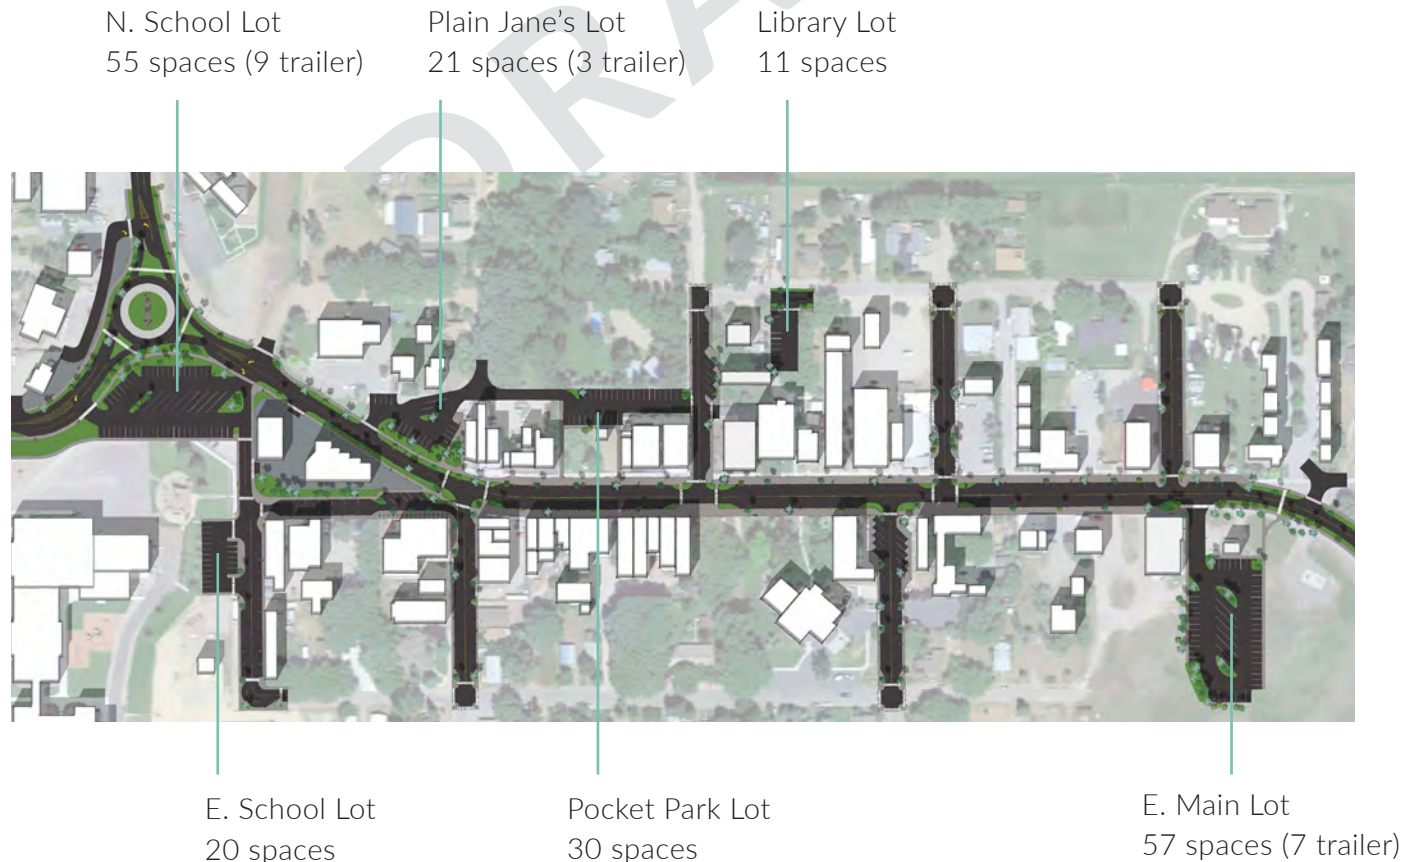 N. School Lot
55 spaces (9 trailer)
Plain Jane’s Lot
21 spaces (3 trailer)
Library Lot
11 spaces
DRA
E. School Lot
20 spaces
Pocket Park Lot
30 spaces
E. Main Lot
57 spaces (7 trailer)